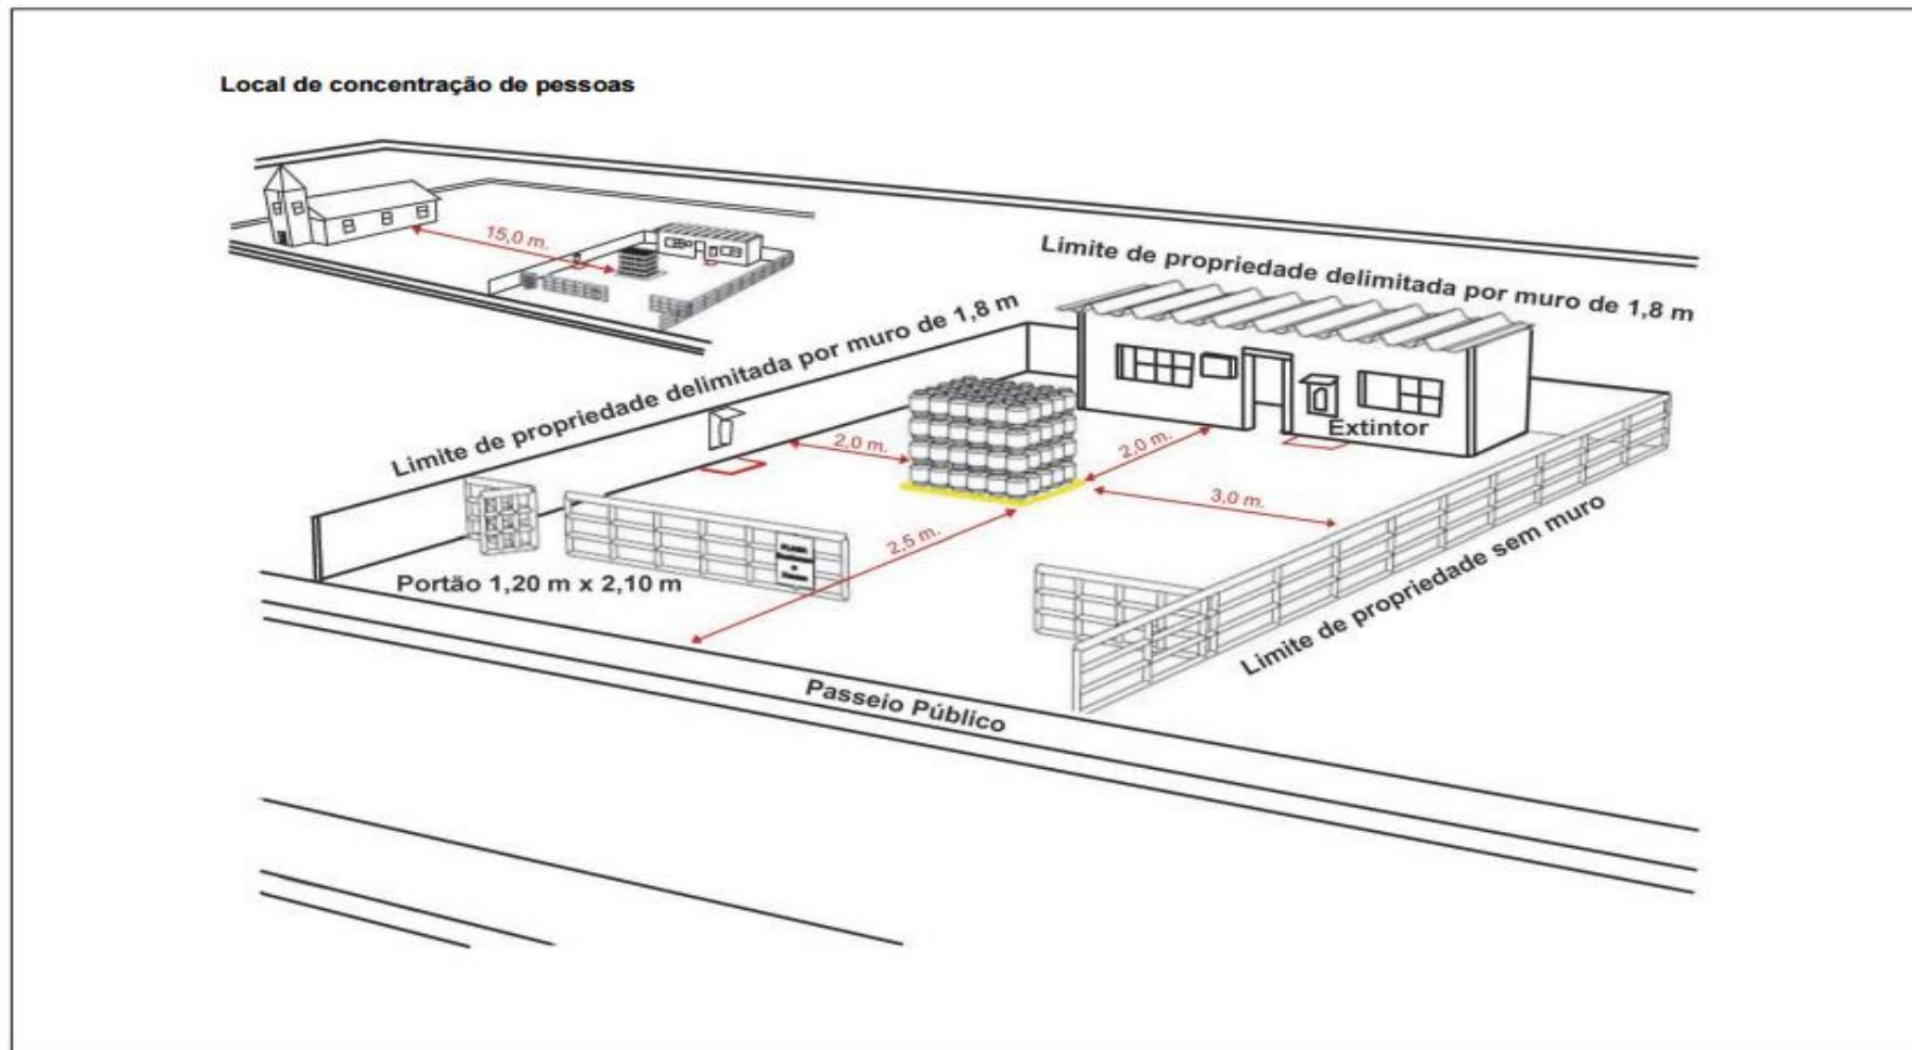 Local de concentração de pessoas
15,0 m.
Limite de propriedade delimitada por muro de 1,8 m
Limite de propriedade delimitada por muro de 1,8 m
Extintor
2,0 m.
2,0 m.
3,0 m.
2,5 m.
Portão 1,20 m x 2,10 m
Limite de propriedade sem muro
Passeio Público